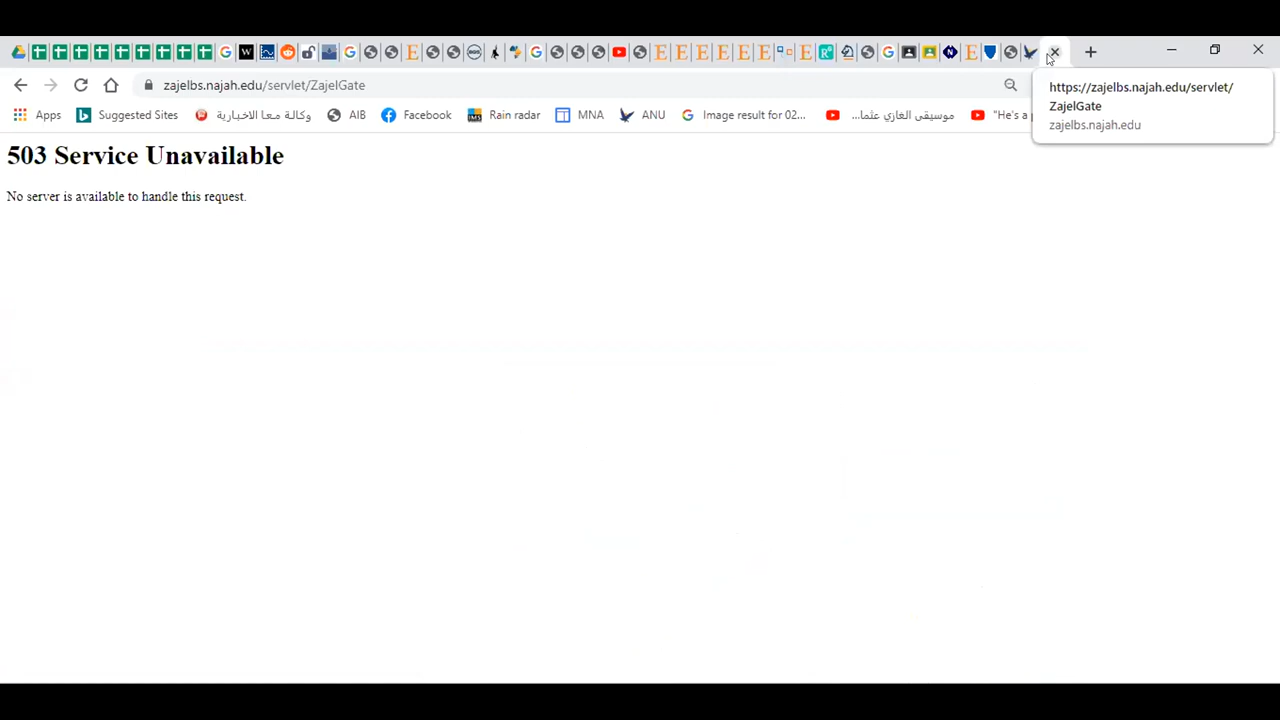 zajelbs.najah.edu/servlet/ZajelGate
https://zajelbs.najah.edu/servlet/
ZajelGate
zajelbs.najah.edu
Apps
Suggested Sites
وكالة معا الاخبارية
AIB
Facebook
Rain radar
MNA
ANU
Image result for 02...
موسيقى الغازي عثما...
"He's a p
503 Service Unavailable
No server is available to handle this request.